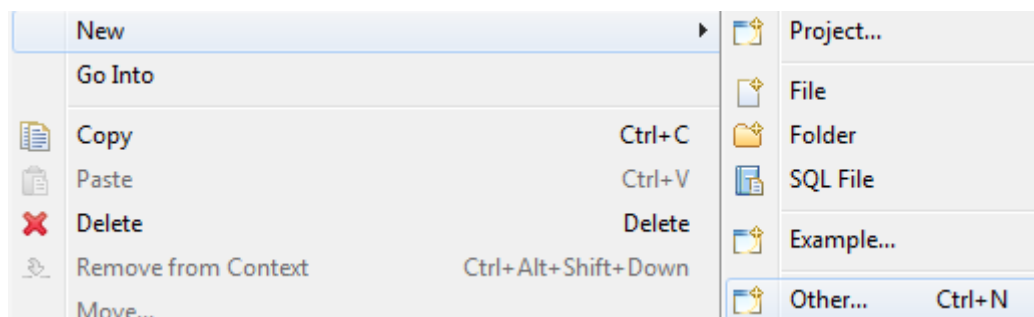 New
Go Into
Copy Ctrl+C
Paste Ctrl+V
Delete Delete
Remove from Context Ctrl+Alt+Shift+Down
Move...
Project...
File
Folder
SQL File
Example...
Other... Ctrl+N